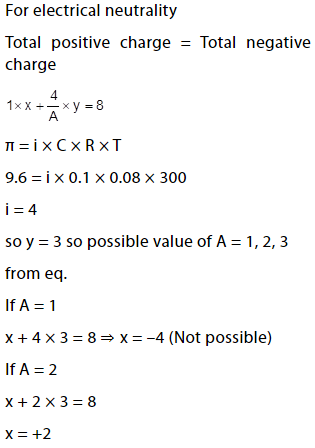 For electrical neutrality
Total positive charge = Total negative
charge
1 × x + 4/A × y = 8
π = i × C × R × T
9.6 = i × 0.1 × 0.08 × 300
i = 4
so y = 3 so possible value of A = 1, 2, 3
from eq.
If A = 1
x + 4 × 3 = 8 ⇒ x = –4 (Not possible)
If A = 2
x + 2 × 3 = 8
x = +2